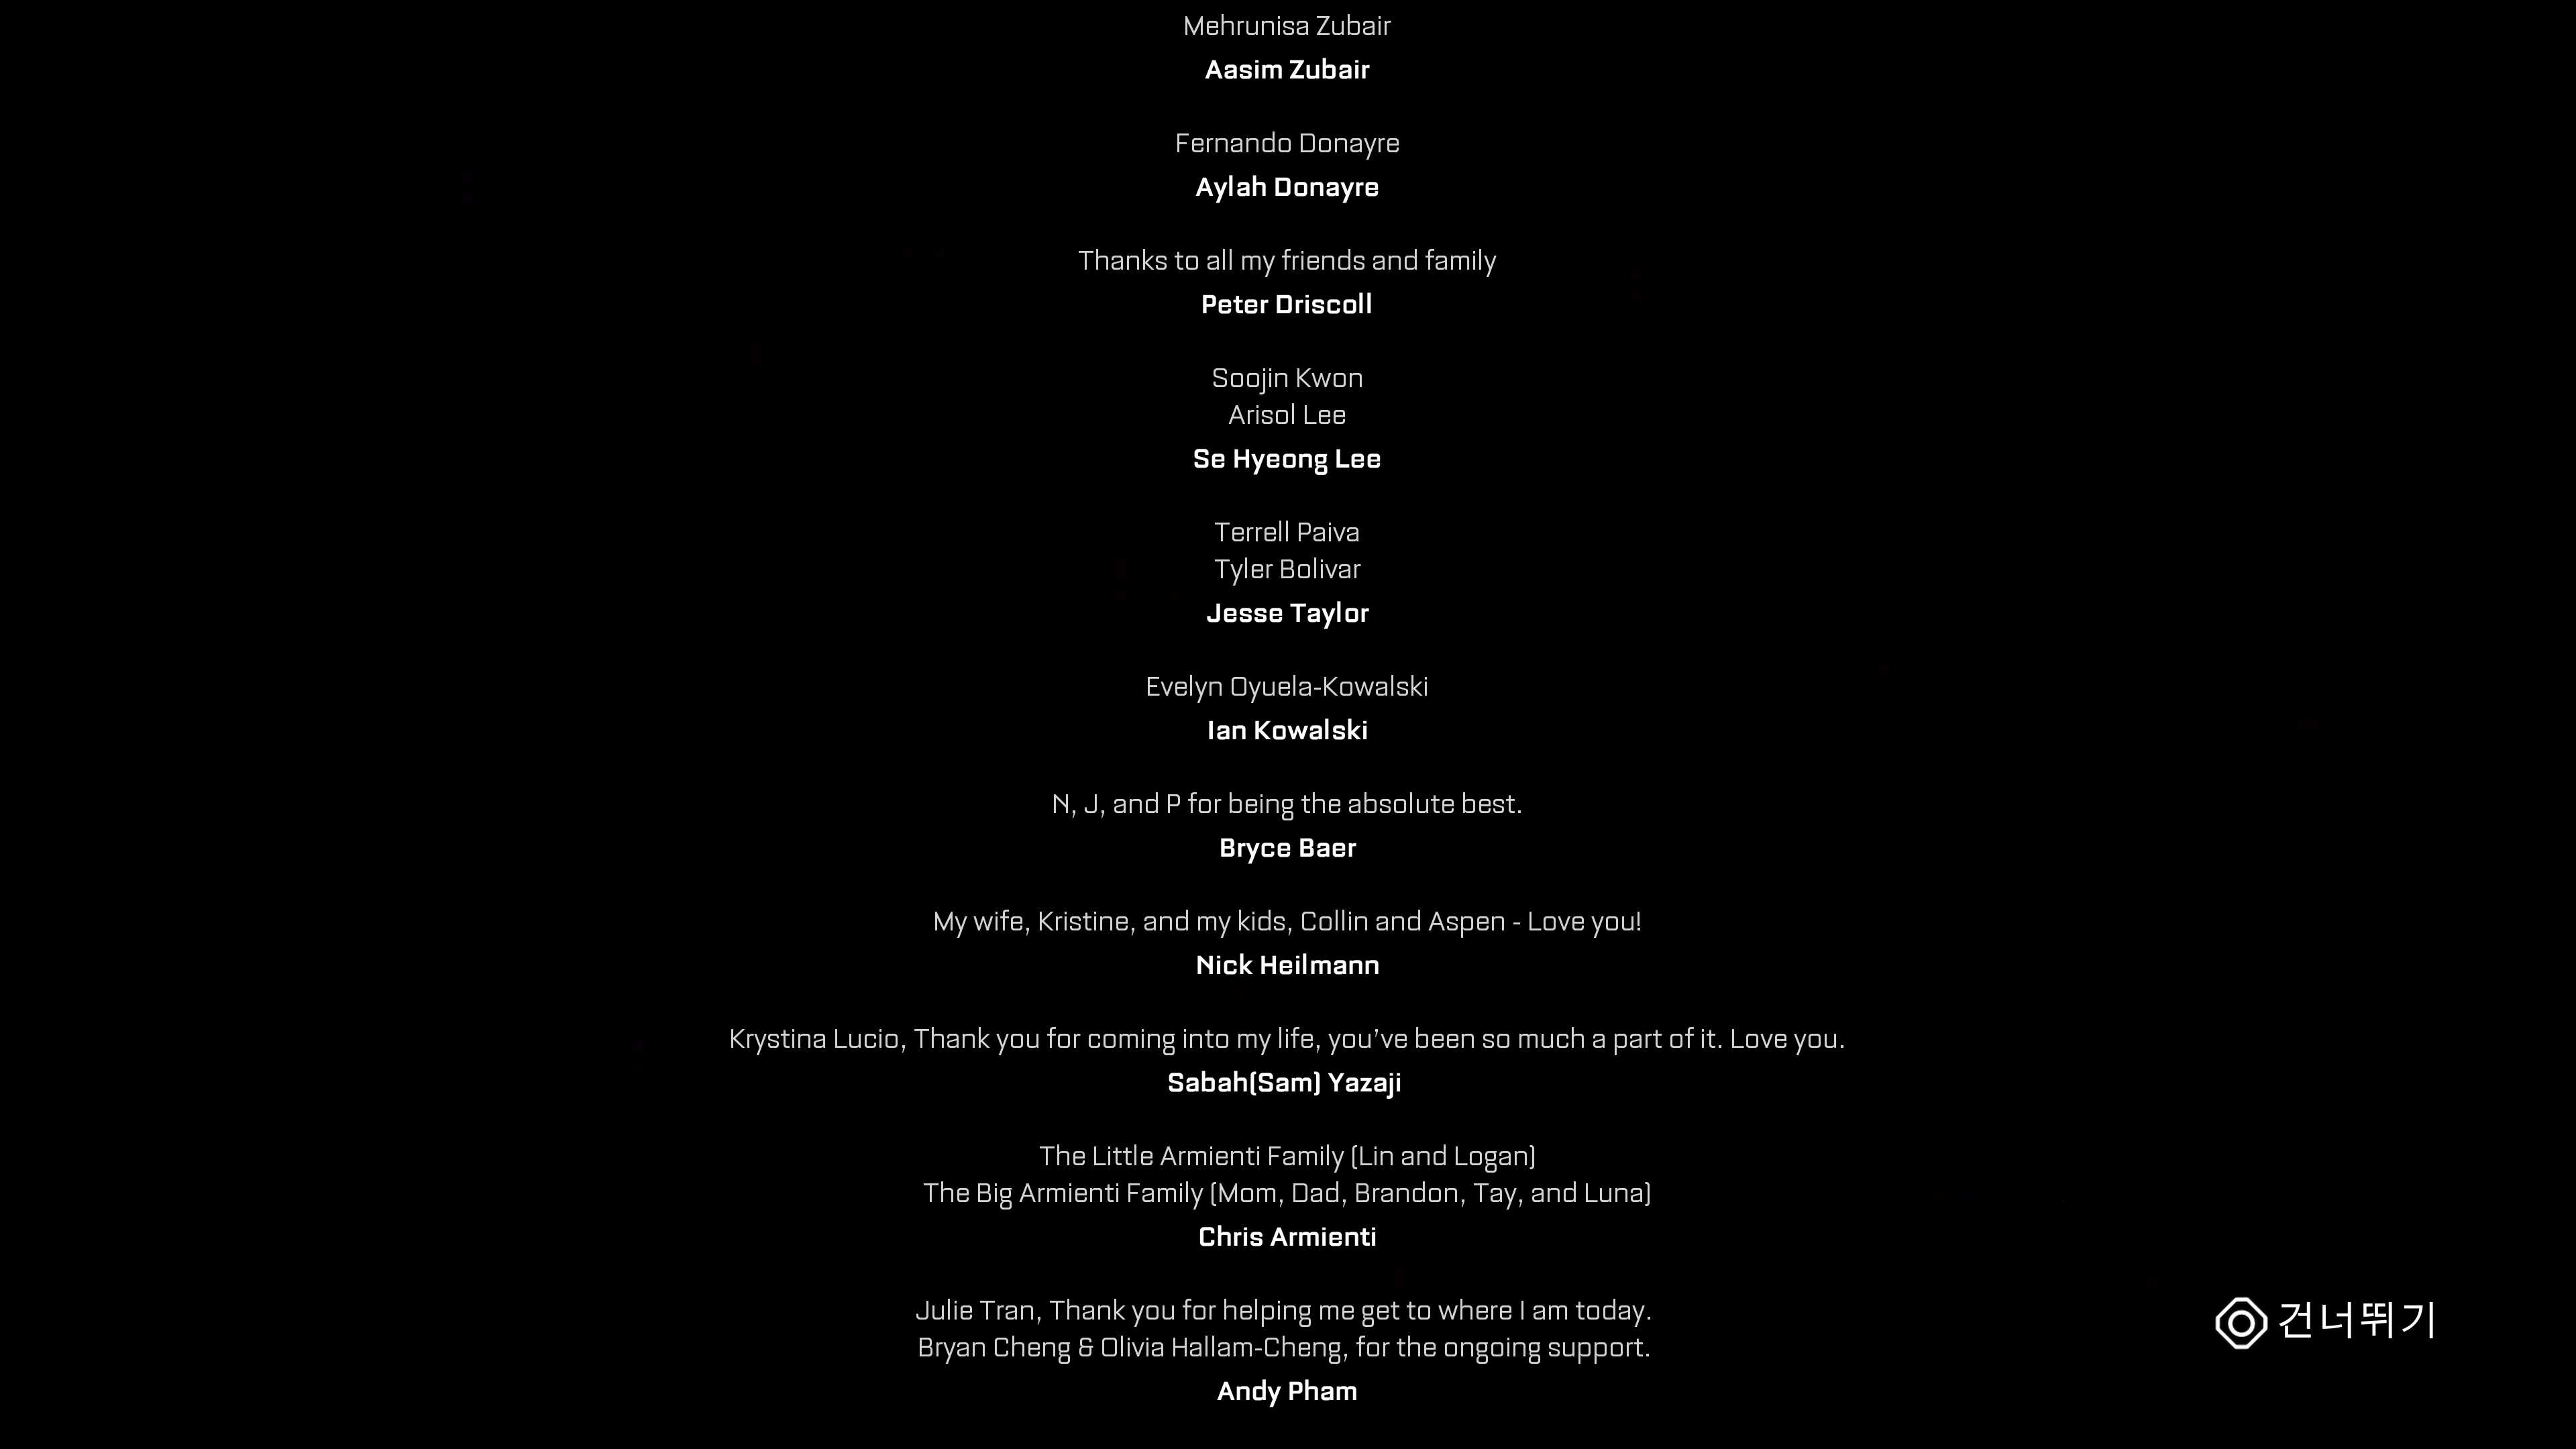 Mehrunisa Zubair
Aasim Zubair
Fernando Donayre
Aylah Donayre
Thanks to all my friends and family
Peter Driscoll
Soojin Kwon
Arisol Lee
Se Hyeong Lee
Terrell Paiva
Tyler Bolivar
Jesse Taylor
Evelyn Oyuela-Kowalski
Ian Kowalski
N, J, and P for being the absolute best.
Bryce Baer
My wife, Kristine, and my kids, Collin and Aspen - Love you!
Nick Heilmann
Krystina Lucio, Thank you for coming into my life, you've been so much a part of it. Love you.
Sabah(Sam) Yazaji
The Little Armienti Family (Lin and Logan)
The Big Armienti Family (Mom, Dad, Brandon, Tay, and Luna)
Chris Armienti
Julie Tran, Thank you for helping me get to where I am today.
Bryan Cheng & Olivia Hallam-Cheng, for the ongoing support.
Andy Pham
건너뛰기